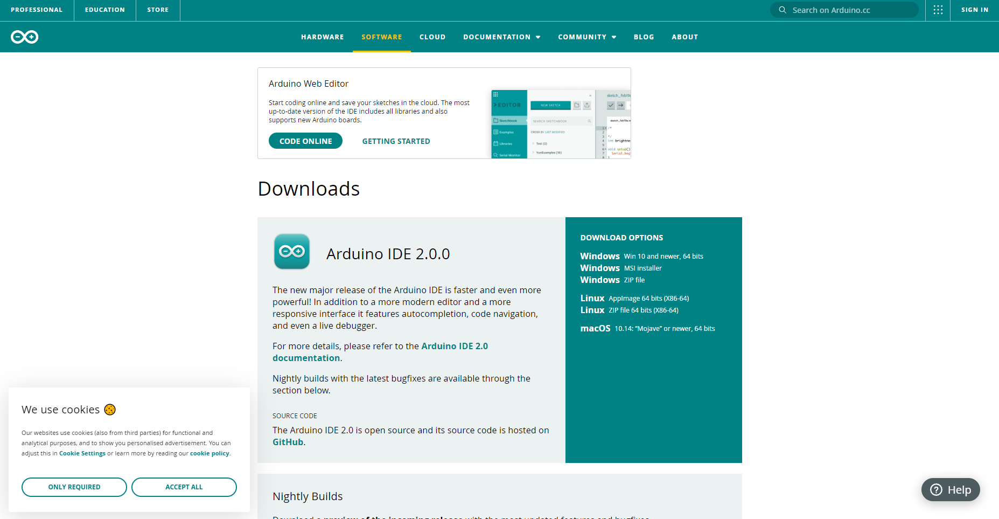 PROFESSIONAL
EDUCATION
STORE
Search on Arduino.cc
SIGN IN
HARDWARE
SOFTWARE
CLOUD
DOCUMENTATION
COMMUNITY
BLOG
ABOUT
Arduino Web Editor
Start coding online and save your sketches in the cloud. The most
up-to-date version of the IDE includes all libraries and also
supports new Arduino boards.
CODE ONLINE
GETTING STARTED
EDITOR
Sketchbook
Examples
Libraries
Serial Monitor
NEW SKETCH
SEARCH SKETCHBOOK
ORDER BY LAST MODIFIED
Tesi (2)
YunExamples (10)
/*
*/
void setup()
Downloads
Arduino IDE 2.0.0
The new major release of the Arduino IDE is faster and even more
powerful! In addition to a more modern editor and a more
responsive interface it features autocompletion, code navigation,
and even a live debugger.
For more details, please refer to the Arduino IDE 2.0
documentation.
Nightly builds with the latest bugfixes are available through the
section below.
SOURCE CODE
The Arduino IDE 2.0 is open source and its source code is hosted on
GitHub.
DOWNLOAD OPTIONS
Windows Win 10 and newer, 64 bits
Windows MSI installer
Windows ZIP file
Linux AppImage 64 bits (X86-64)
Linux ZIP file 64 bits (X86-64)
macOS 10.14: “Mojave” or newer, 64 bits
We use cookies
Our websites use cookies (also from third parties) for functional and
analytical purposes, and to show you personalised advertisement. You can
adjust this in Cookie Settings or learn more by reading our cookie policy.
ONLY REQUIRED
ACCEPT ALL
Nightly Builds
Download a preview of the incoming release with the most updated features and bugfixes.
Help